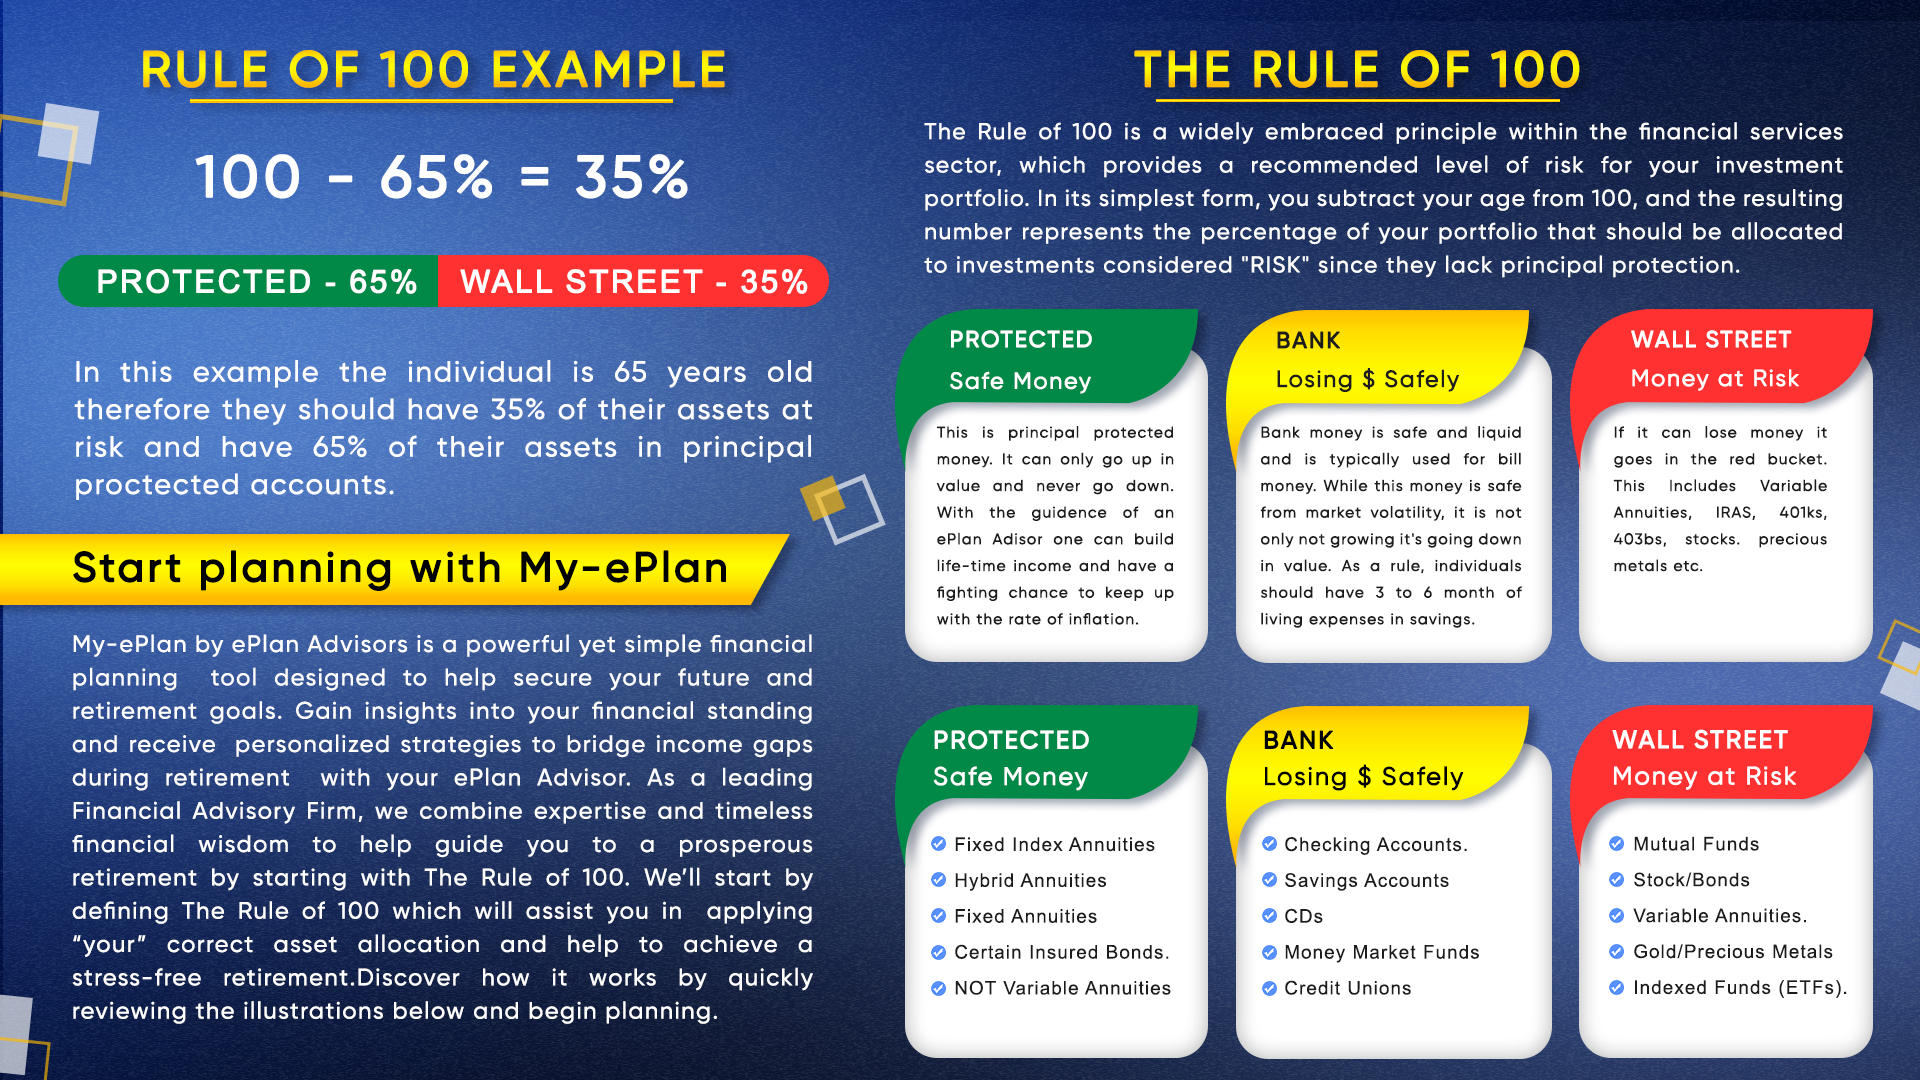 RULE OF 100 EXAMPLE
100 - 65% = 35%
PROTECTED - 65% WALL STREET - 35%
In this example the individual is 65 years old
therefore they should have 35% of their assets at
risk and have 65% of their assets in principal
proctected accounts.
Start planning with My-ePlan
My-ePlan by ePlan Advisors is a powerful yet simple financial
planning tool designed to help secure your future and
retirement goals. Gain insights into your financial standing
and receive personalized strategies to bridge income gaps
during retirement with your ePlan Advisor. As a leading
Financial Advisory Firm, we combine expertise and timeless
financial wisdom to help guide you to a prosperous
retirement by starting with The Rule of 100. We’ll start by
defining The Rule of 100 which will assist you in applying
“your” correct asset allocation and help to achieve a
stress-free retirement.Discover how it works by quickly
reviewing the illustrations below and begin planning.
THE RULE OF 100
The Rule of 100 is a widely embraced principle within the financial services
sector, which provides a recommended level of risk for your investment
portfolio. In its simplest form, you subtract your age from 100, and the resulting
number represents the percentage of your portfolio that should be allocated
to investments considered "RISK" since they lack principal protection.
PROTECTED
Safe Money
This is principal protected
money. It can only go up in
value and never go down.
With the guidence of an
ePlan Adisor one can build
life-time income and have a
fighting chance to keep up
with the rate of inflation.
BANK
Losing $ Safely
Bank money is safe and liquid
and is typically used for bill
money. While this money is safe
from market volatility, it is not
only not growing it's going down
in value. As a rule, individuals
should have 3 to 6 month of
living expenses in savings.
WALL STREET
Money at Risk
If it can lose money it
goes in the red bucket.
This Includes Variable
Annuities, IRAS, 401ks,
403bs, stocks. precious
metals etc.
PROTECTED
Safe Money
Fixed Index Annuities
Hybrid Annuities
Fixed Annuities
Certain Insured Bonds.
NOT Variable Annuities
BANK
Losing $ Safely
Checking Accounts.
Savings Accounts
CDs
Money Market Funds
Credit Unions
WALL STREET
Money at Risk
Mutual Funds
Stock/Bonds
Variable Annuities.
Gold/Precious Metals
Indexed Funds (ETFs).